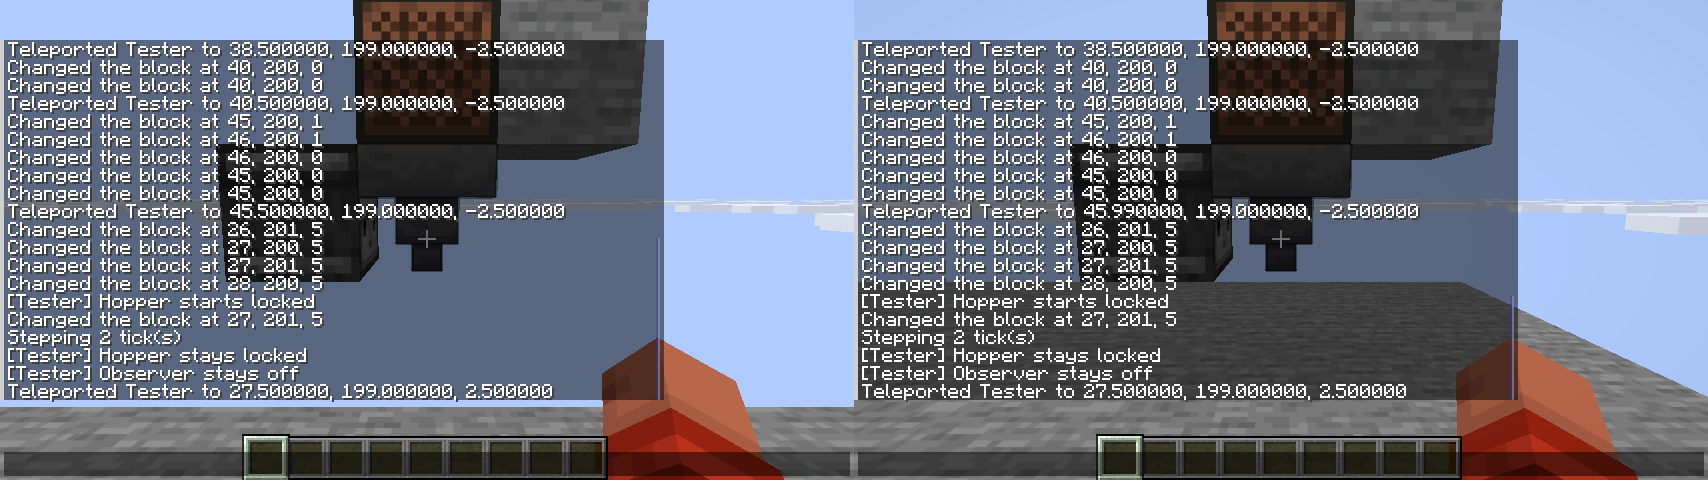 Teleported Tester to 38.500000, 199.000000, -2.500000
Changed the block at 40, 200, 0
Changed the block at 40, 200, 0
Teleported Tester to 40.500000, 199.000000, -2.500000
Changed the block at 45, 200, 1
Changed the block at 46, 200, 1
Changed the block at 46, 200, 0
Changed the block at 45, 200, 0
Changed the block at 45, 200, 0
Teleported Tester to 45.500000, 199.000000, -2.500000
Changed the block at 26, 201, 5
Changed the block at 27, 200, 5
Changed the block at 27, 201, 5
Changed the block at 28, 200, 5
[Tester] Hopper starts locked
Changed the block at 27, 201, 5
Stepping 2 tick(s)
[Tester] Hopper stays locked
[Tester] Observer stays off
Teleported Tester to 27.500000, 199.000000, 2.500000
Teleported Tester to 38.500000, 199.000000, -2.500000
Changed the block at 40, 200, 0
Changed the block at 40, 200, 0
Teleported Tester to 40.500000, 199.000000, -2.500000
Changed the block at 45, 200, 1
Changed the block at 46, 200, 1
Changed the block at 46, 200, 0
Changed the block at 45, 200, 0
Changed the block at 45, 200, 0
Teleported Tester to 45.990000, 199.000000, -2.500000
Changed the block at 26, 201, 5
Changed the block at 27, 200, 5
Changed the block at 27, 201, 5
Changed the block at 28, 200, 5
[Tester] Hopper starts locked
Changed the block at 27, 201, 5
Stepping 2 tick(s)
[Tester] Hopper stays locked
[Tester] Observer stays off
Teleported Tester to 27.500000, 199.000000, 2.500000